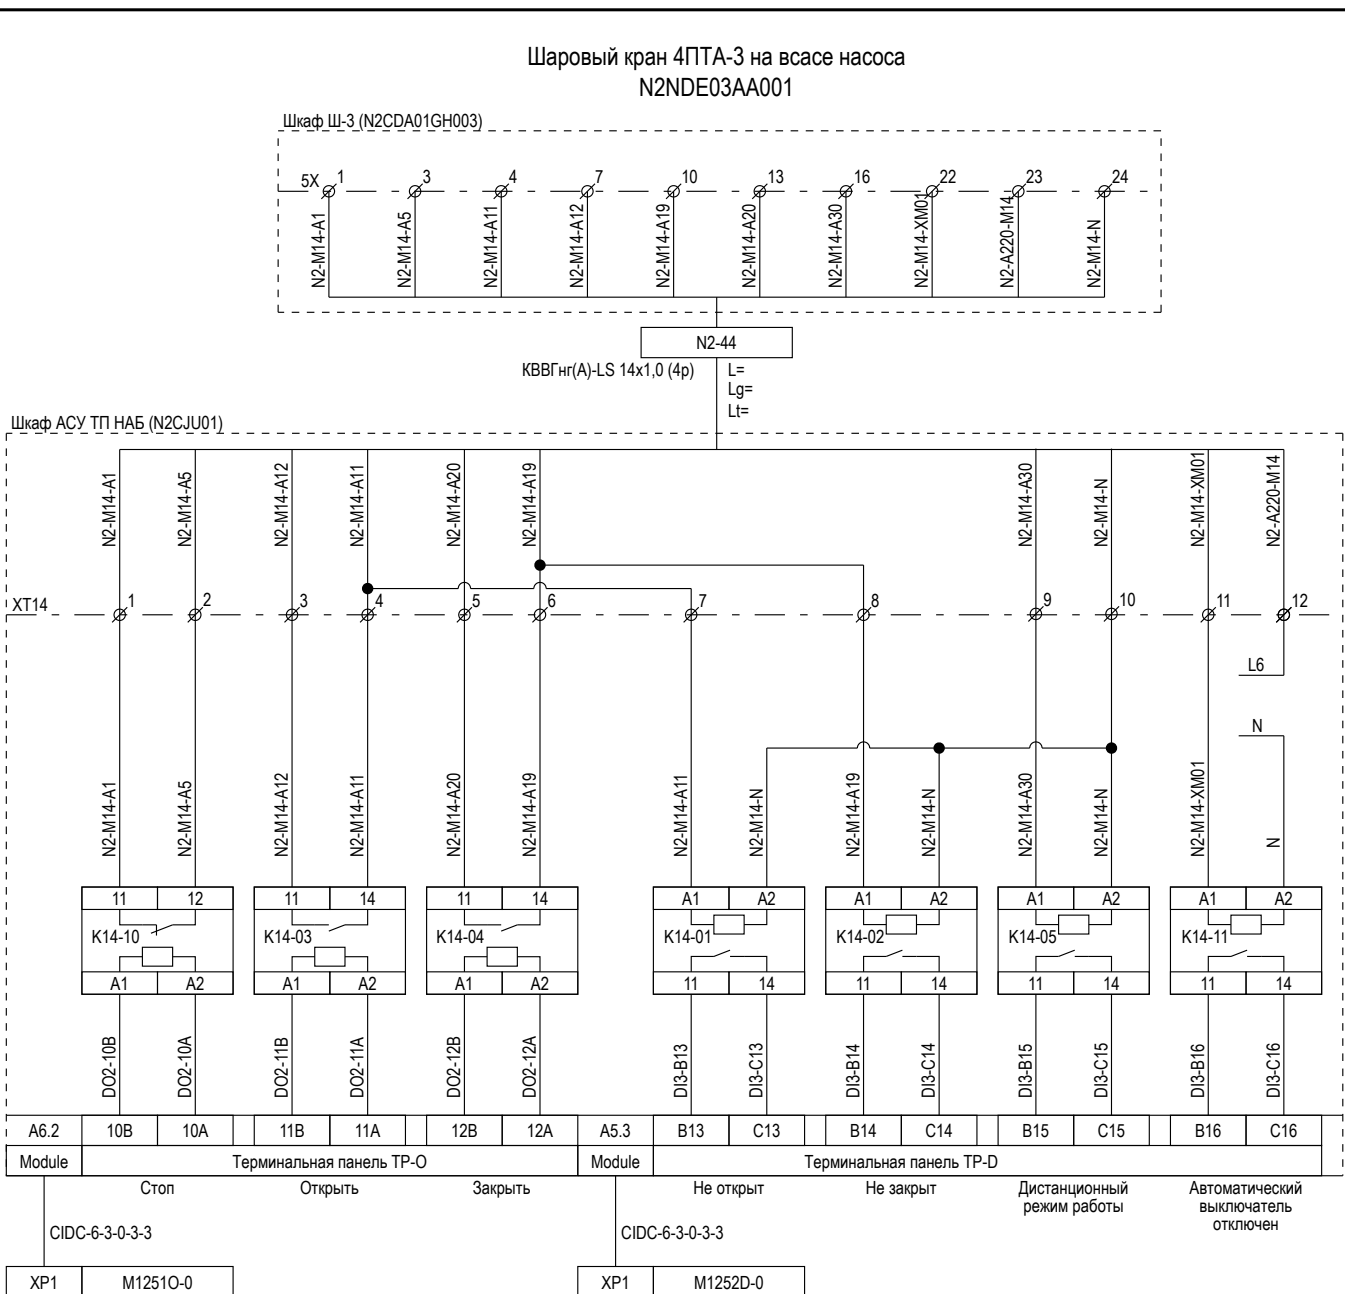 Шаровый кран 4ПТА-3 на всасе насоса
N2NDE03AA001
Шкаф Ш-3 (N2CDA01GH003)
5X 1 3 4 7 10 13 16 22 23 24
N2-M14-A1 N2-M14-A5 N2-M14-A11 N2-M14-A12 N2-M14-A19 N2-M14-A20 N2-M14-A30 N2-M14-XM01 N2-A220-M14 N2-M14-N
N2-44
КВВГнг(А)-LS 14x1,0 (4р) L=
Lg=
Lt=
Шкаф АСУ ТП НАБ (N2CJU01)
N2-M14-A1 N2-M14-A5 N2-M14-A12 N2-M14-A11 N2-M14-A20 N2-M14-A19 N2-M14-A30 N2-M14-N N2-M14-XM01 N2-A220-M14
XT14 1 2 3 4 5 6 7 8 9 10 11 12
L6
N
N2-M14-A1 N2-M14-A5 N2-M14-A12 N2-M14-A11 N2-M14-A20 N2-M14-A19 N2-M14-A11 N2-M14-N N2-M14-A19 N2-M14-N N2-M14-A30 N2-M14-N N2-M14-XM01 N
11 12 11 14 11 14 A1 A2 A1 A2 A1 A2 A1 A2
K14-10 K14-03 K14-04 K14-01 K14-02 K14-05 K14-11
A1 A2 A1 A2 A1 A2 11 14 11 14 11 14 11 14
DO2-10B DO2-10A DO2-11B DO2-11A DO2-12B DO2-12A DI3-B13 DI3-C13 DI3-B14 DI3-C14 DI3-B15 DI3-C15 DI3-B16 DI3-C16
A6.2 10B 10A 11B 11A 12B 12A A5.3 B13 C13 B14 C14 B15 C15 B16 C16
Module Терминальная панель TP-O Module Терминальная панель TP-D
Стоп Открыть Закрыть Не открыт Не закрыт Дистанционный Автоматический
режим работы выключатель
отключен
CIDC-6-3-0-3-3 CIDC-6-3-0-3-3
XP1 M1251O-0 XP1 M1252D-0